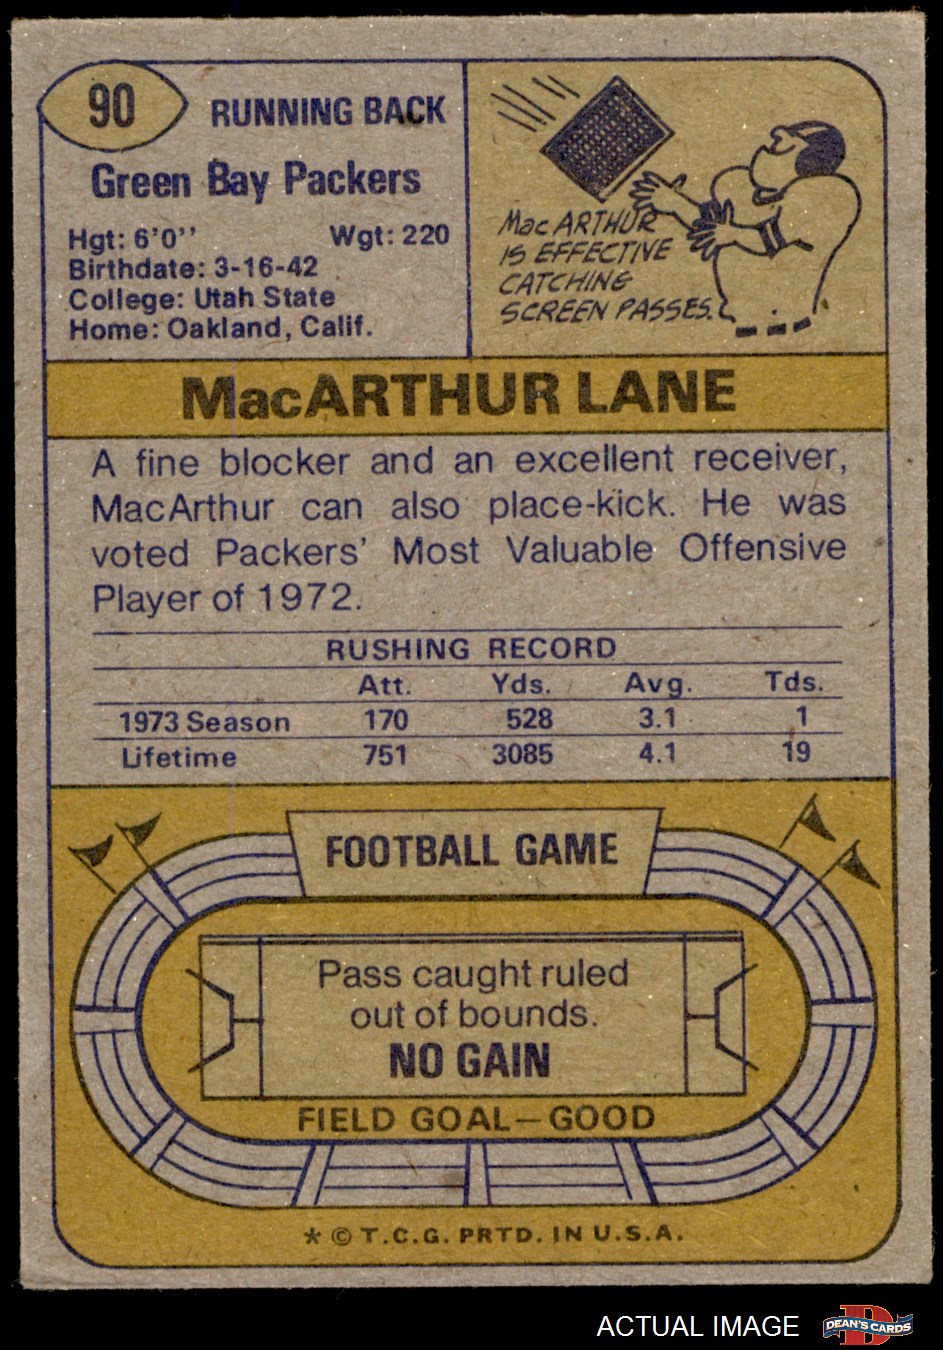 90
RUNNING BACK
Green Bay Packers
Hgt: 6'0'' Wgt: 220
Birthdate: 3-16-42
College: Utah State
Home: Oakland, Calif.
MacARTHUR
IS EFFECTIVE
CATCHING
SCREEN PASSES.
MacARTHUR LANE
A fine blocker and an excellent receiver,
MacArthur can also place-kick. He was
voted Packers' Most Valuable Offensive
Player of 1972.
RUSHING RECORD
Att. Yds. Avg. Tds.
1973 Season 170 528 3.1 1
Lifetime 751 3085 4.1 19
FOOTBALL GAME
Pass caught ruled
out of bounds.
NO GAIN
FIELD GOAL—GOOD
* © T.C.G. PRTD. IN U.S.A.
ACTUAL IMAGE
D
DEAN'S CARDS